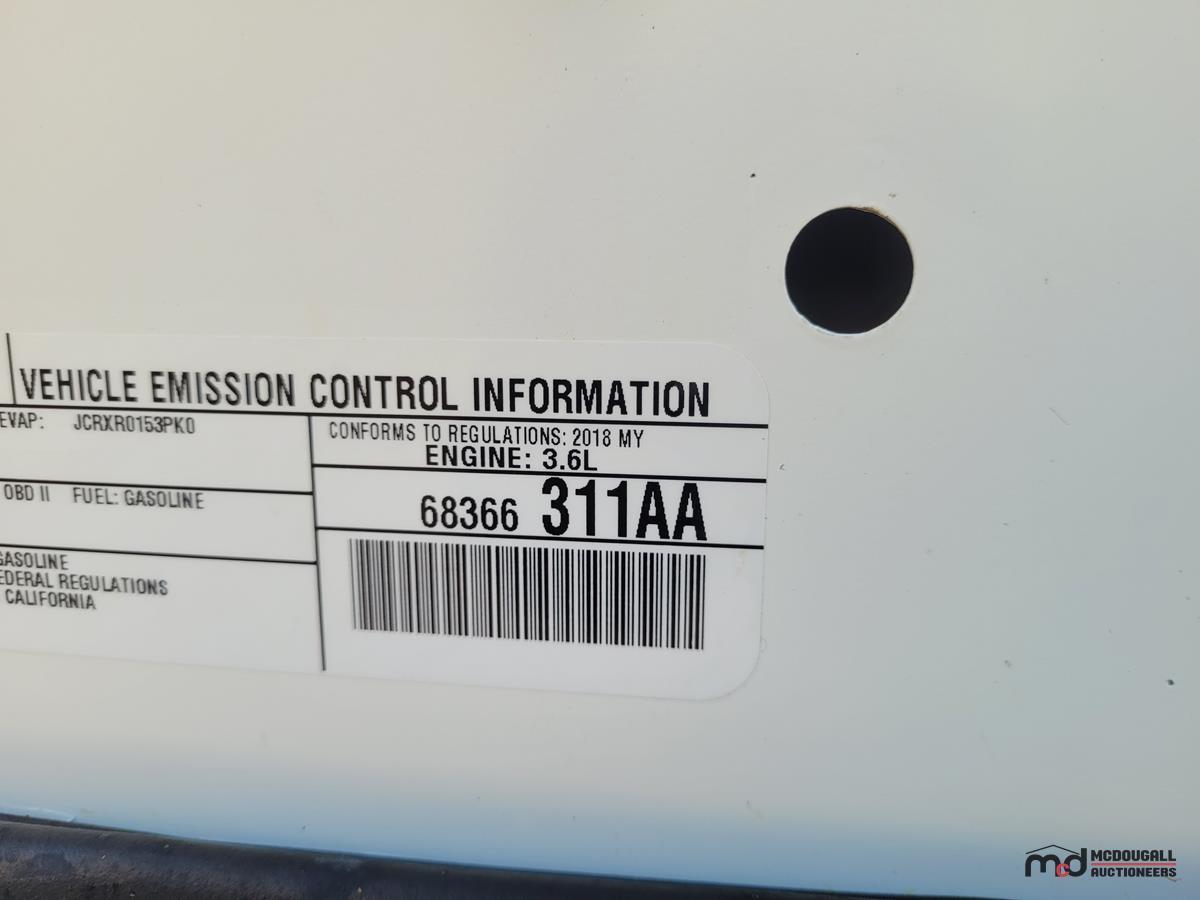 VEHICLE EMISSION CONTROL INFORMATION
EVAP: JCRXR0153PK0
OBD II FUEL: GASOLINE
GASOLINE
EDERAL REGULATIONS
CALIFORNIA
CONFORMS TO REGULATIONS: 2018 MY
ENGINE: 3.6L
68366 311AA
mcd MCDOUGALL
AUCTIONEERS